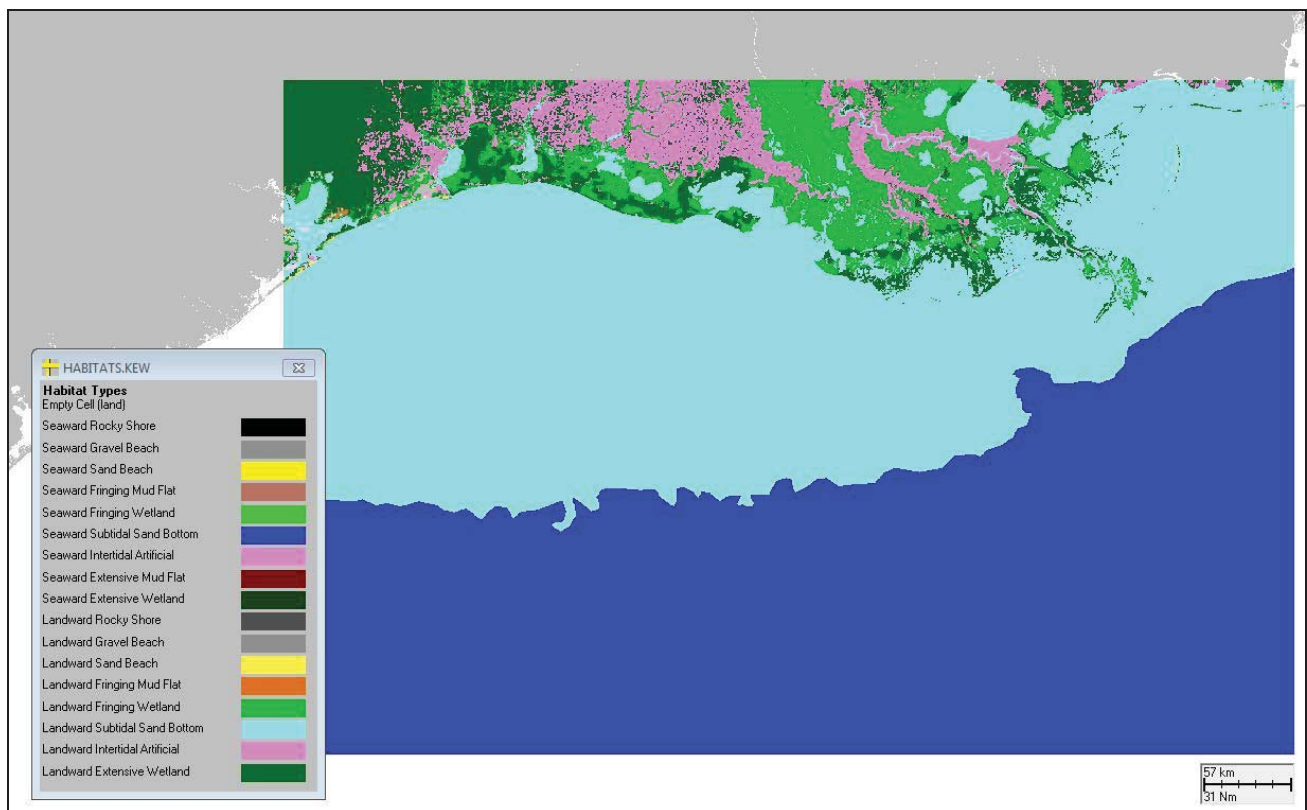 HABITATS.KEW
Habitat Types
Empty Cell (land)
Seaward Rocky Shore
Seaward Gravel Beach
Seaward Sand Beach
Seaward Fringing Mud Flat
Seaward Fringing Wetland
Seaward Subtidal Sand Bottom
Seaward Intertidal Artificial
Seaward Extensive Mud Flat
Seaward Extensive Wetland
Landward Rocky Shore
Landward Gravel Beach
Landward Sand Beach
Landward Fringing Mud Flat
Landward Fringing Wetland
Landward Subtidal Sand Bottom
Landward Intertidal Artificial
Landward Extensive Wetland
57 km
31 Nm